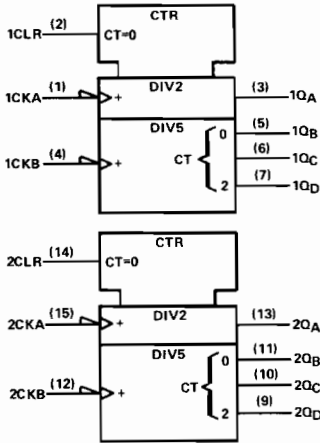 CTR
(2)
1CLR CT=0
DIV2
(1) (3)
1CKA + 1QA
DIV5
(5)
0 1QB
(4) (6)
1CKB + CT 1QC
(7)
2 1QD
CTR
(14)
2CLR CT=0
DIV2
(15) (13)
2CKA + 2QA
DIV5
(11)
0 2QB
(12) (10)
2CKB + CT 2QC
(9)
2 2QD